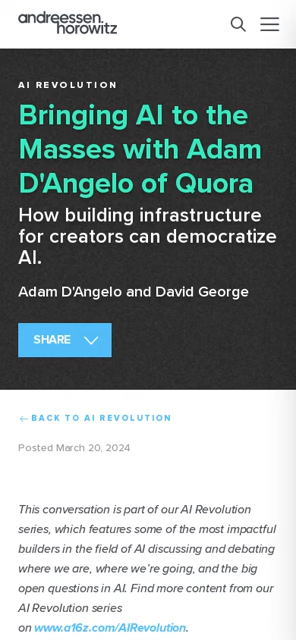 andreessen.
horowitz
AI REVOLUTION
Bringing AI to the
Masses with Adam
D'Angelo of Quora
How building infrastructure
for creators can democratize
AI.
Adam D'Angelo and David George
SHARE
←BACK TO AI REVOLUTION
Posted March 20, 2024
This conversation is part of our AI Revolution
series, which features some of the most impactful
builders in the field of AI discussing and debating
where we are, where we're going, and the big
open questions in AI. Find more content from our
AI Revolution series
on www.a16z.com/AIRevolution.